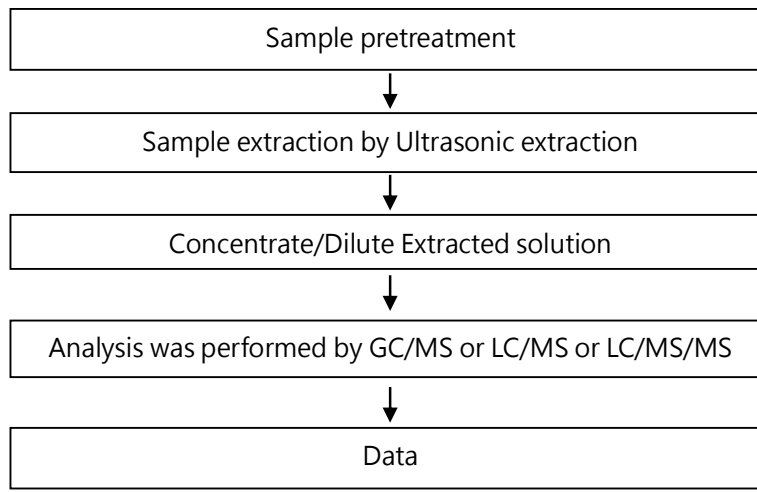 Sample pretreatment
Sample extraction by Ultrasonic extraction
Concentrate/Dilute Extracted solution
Analysis was performed by GC/MS or LC/MS or LC/MS/MS
Data